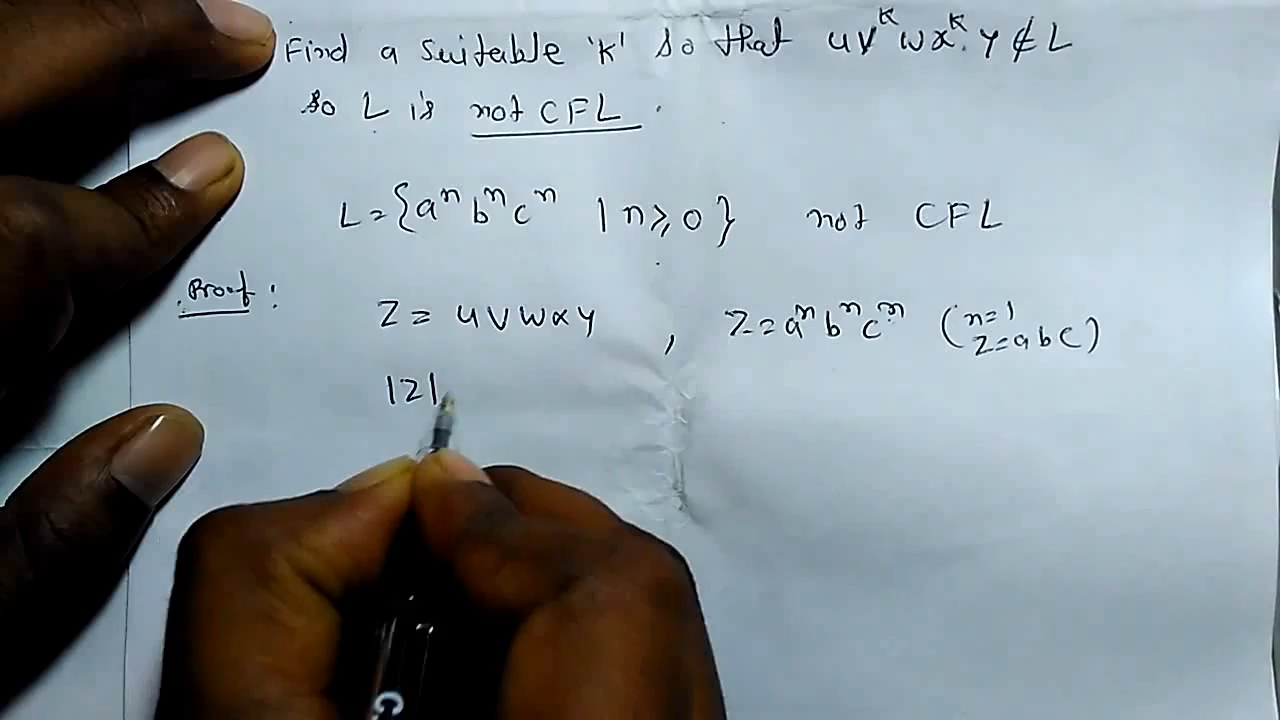 Find a suitable 'K' so that uv^K wx^K y ∉ L
so L is not CFL.
L = {a^n b^n c^n | n ≥ 0} not CFL
Proof:
Z = uvwxy, Z = a^n b^n c^n (n=1
Z=abc)
|Z|
C